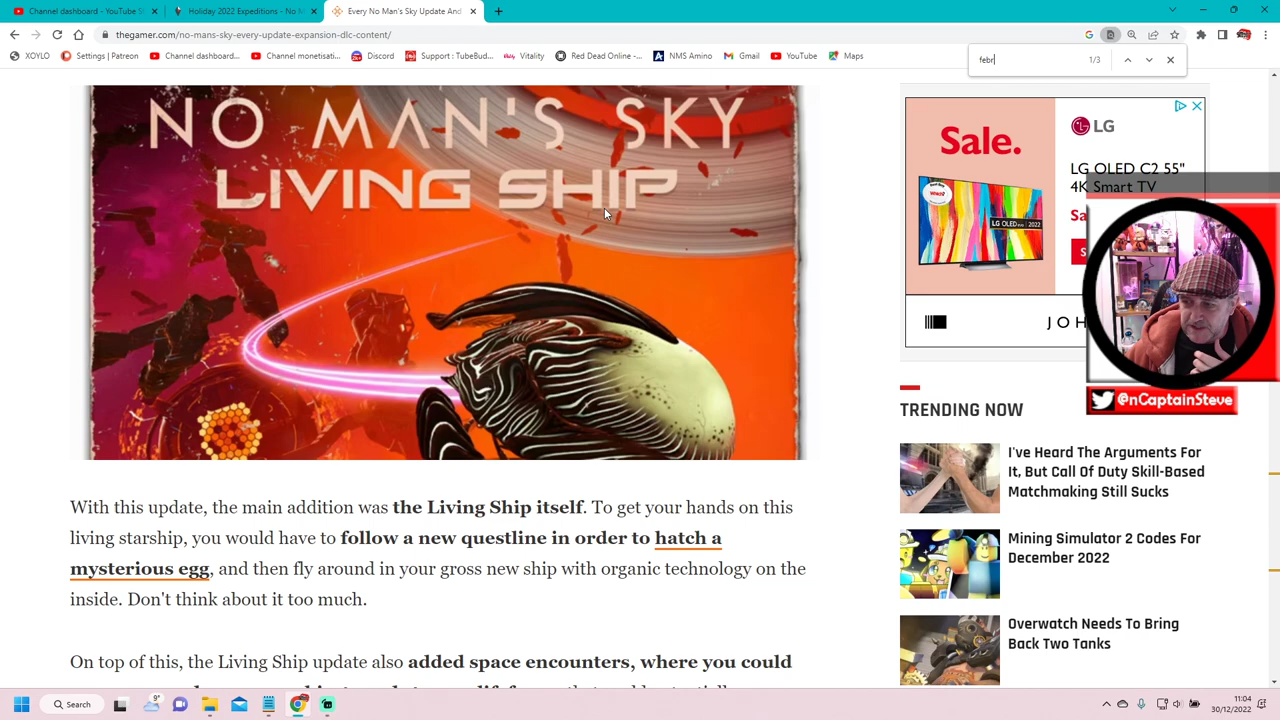 Channel dashboard - YouTube St
Holiday 2022 Expeditions - No M
Every No Man's Sky Update And
thegamer.com/no-mans-sky-every-update-expansion-dlc-content/
XOYLO
Settings | Patreon
Channel dashboard...
Channel monetisati...
Discord
Support : TubeBud...
Vitality
Red Dead Online -...
NMS Amino
Gmail
YouTube
Maps
febr
1/3
NO MAN'S SKY
LIVING SHIP
Sale.
LG
LG OLED C2 55"
4K Smart TV
Sa
S
LG OLED evo | 2022
JOH
@nCaptainSteve
With this update, the main addition was the Living Ship itself. To get your hands on this
living starship, you would have to follow a new questline in order to hatch a
mysterious egg, and then fly around in your gross new ship with organic technology on the
inside. Don't think about it too much.
On top of this, the Living Ship update also added space encounters, where you could
TRENDING NOW
I've Heard The Arguments For
It, But Call Of Duty Skill-Based
Matchmaking Still Sucks
Mining Simulator 2 Codes For
December 2022
Overwatch Needs To Bring
Back Two Tanks
Search
9°
11:04
30/12/2022